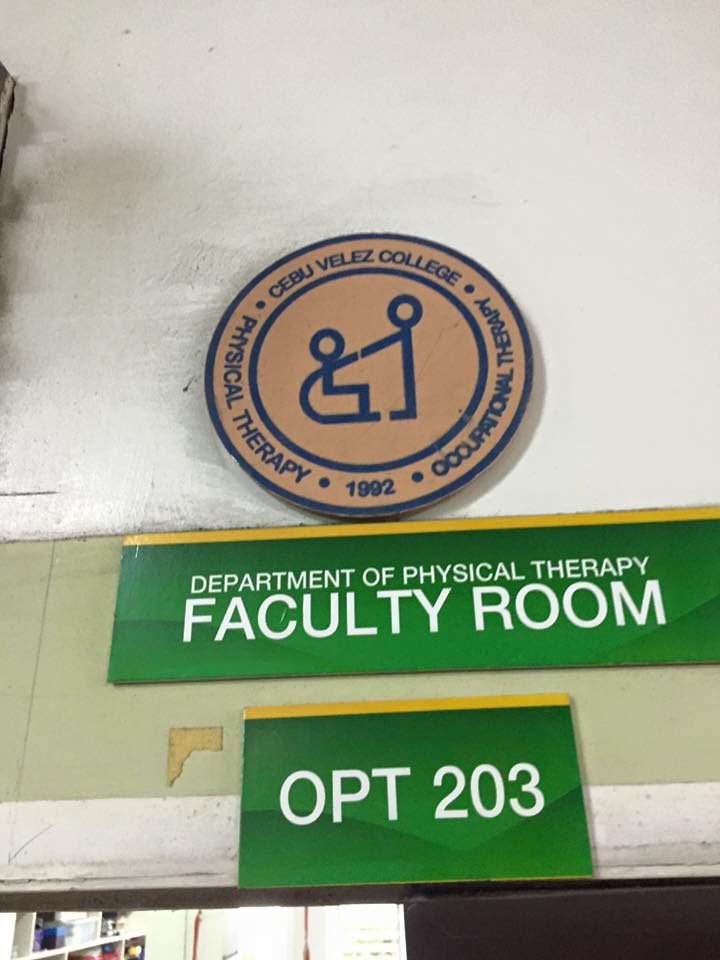 CEBU VELEZ COLLEGE
PHYSICAL THERAPY
OCCUPATIONAL THERAPY
1992
DEPARTMENT OF PHYSICAL THERAPY
FACULTY ROOM
OPT 203